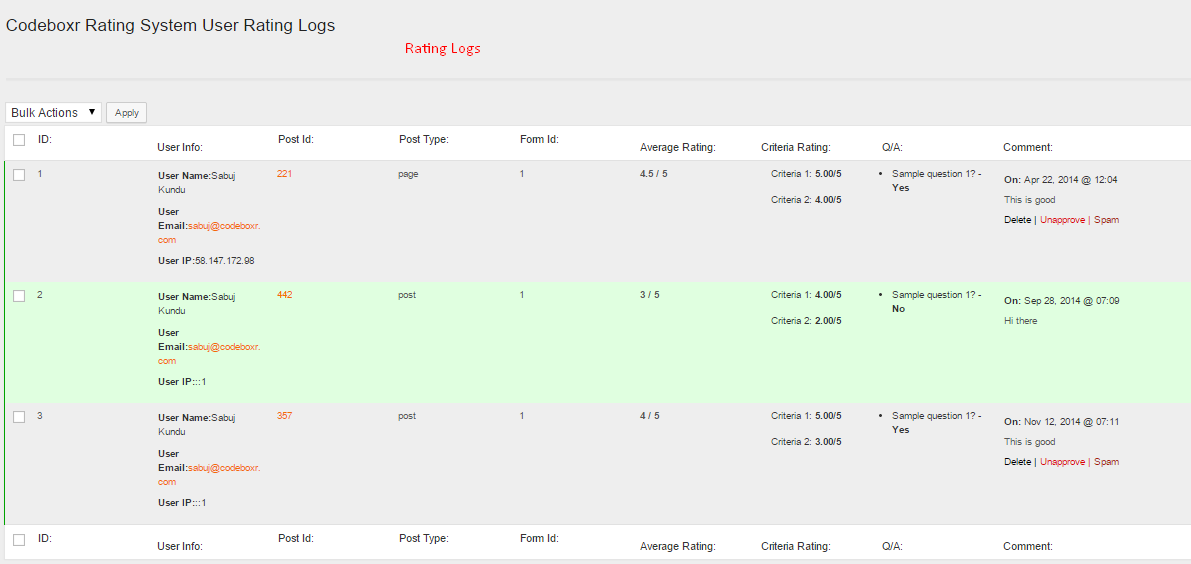 Codeboxr Rating System User Rating Logs
Rating Logs
Bulk Actions ▼ Apply
ID: User Info: Post Id: Post Type: Form Id: Average Rating: Criteria Rating: Q/A: Comment:
1 User Name:Sabuj 221 page 1 4.5 / 5 Criteria 1: 5.00/5 • Sample question 1? - On: Apr 22, 2014 @ 12:04
Kundu Yes
Criteria 2: 4.00/5 This is good
User
Email:sabuj@codeboxr. Delete | Unapprove | Spam
com
User IP:58.147.172.98
2 User Name:Sabuj 442 post 1 3 / 5 Criteria 1: 4.00/5 • Sample question 1? - On: Sep 28, 2014 @ 07:09
Kundu No
Criteria 2: 2.00/5 Hi there
User
Email:sabuj@codeboxr.
com
User IP:::1
3 User Name:Sabuj 357 post 1 4 / 5 Criteria 1: 5.00/5 • Sample question 1? - On: Nov 12, 2014 @ 07:11
Kundu Yes
Criteria 2: 3.00/5 This is good
User
Email:sabuj@codeboxr. Delete | Unapprove | Spam
com
User IP:::1
ID: User Info: Post Id: Post Type: Form Id: Average Rating: Criteria Rating: Q/A: Comment: